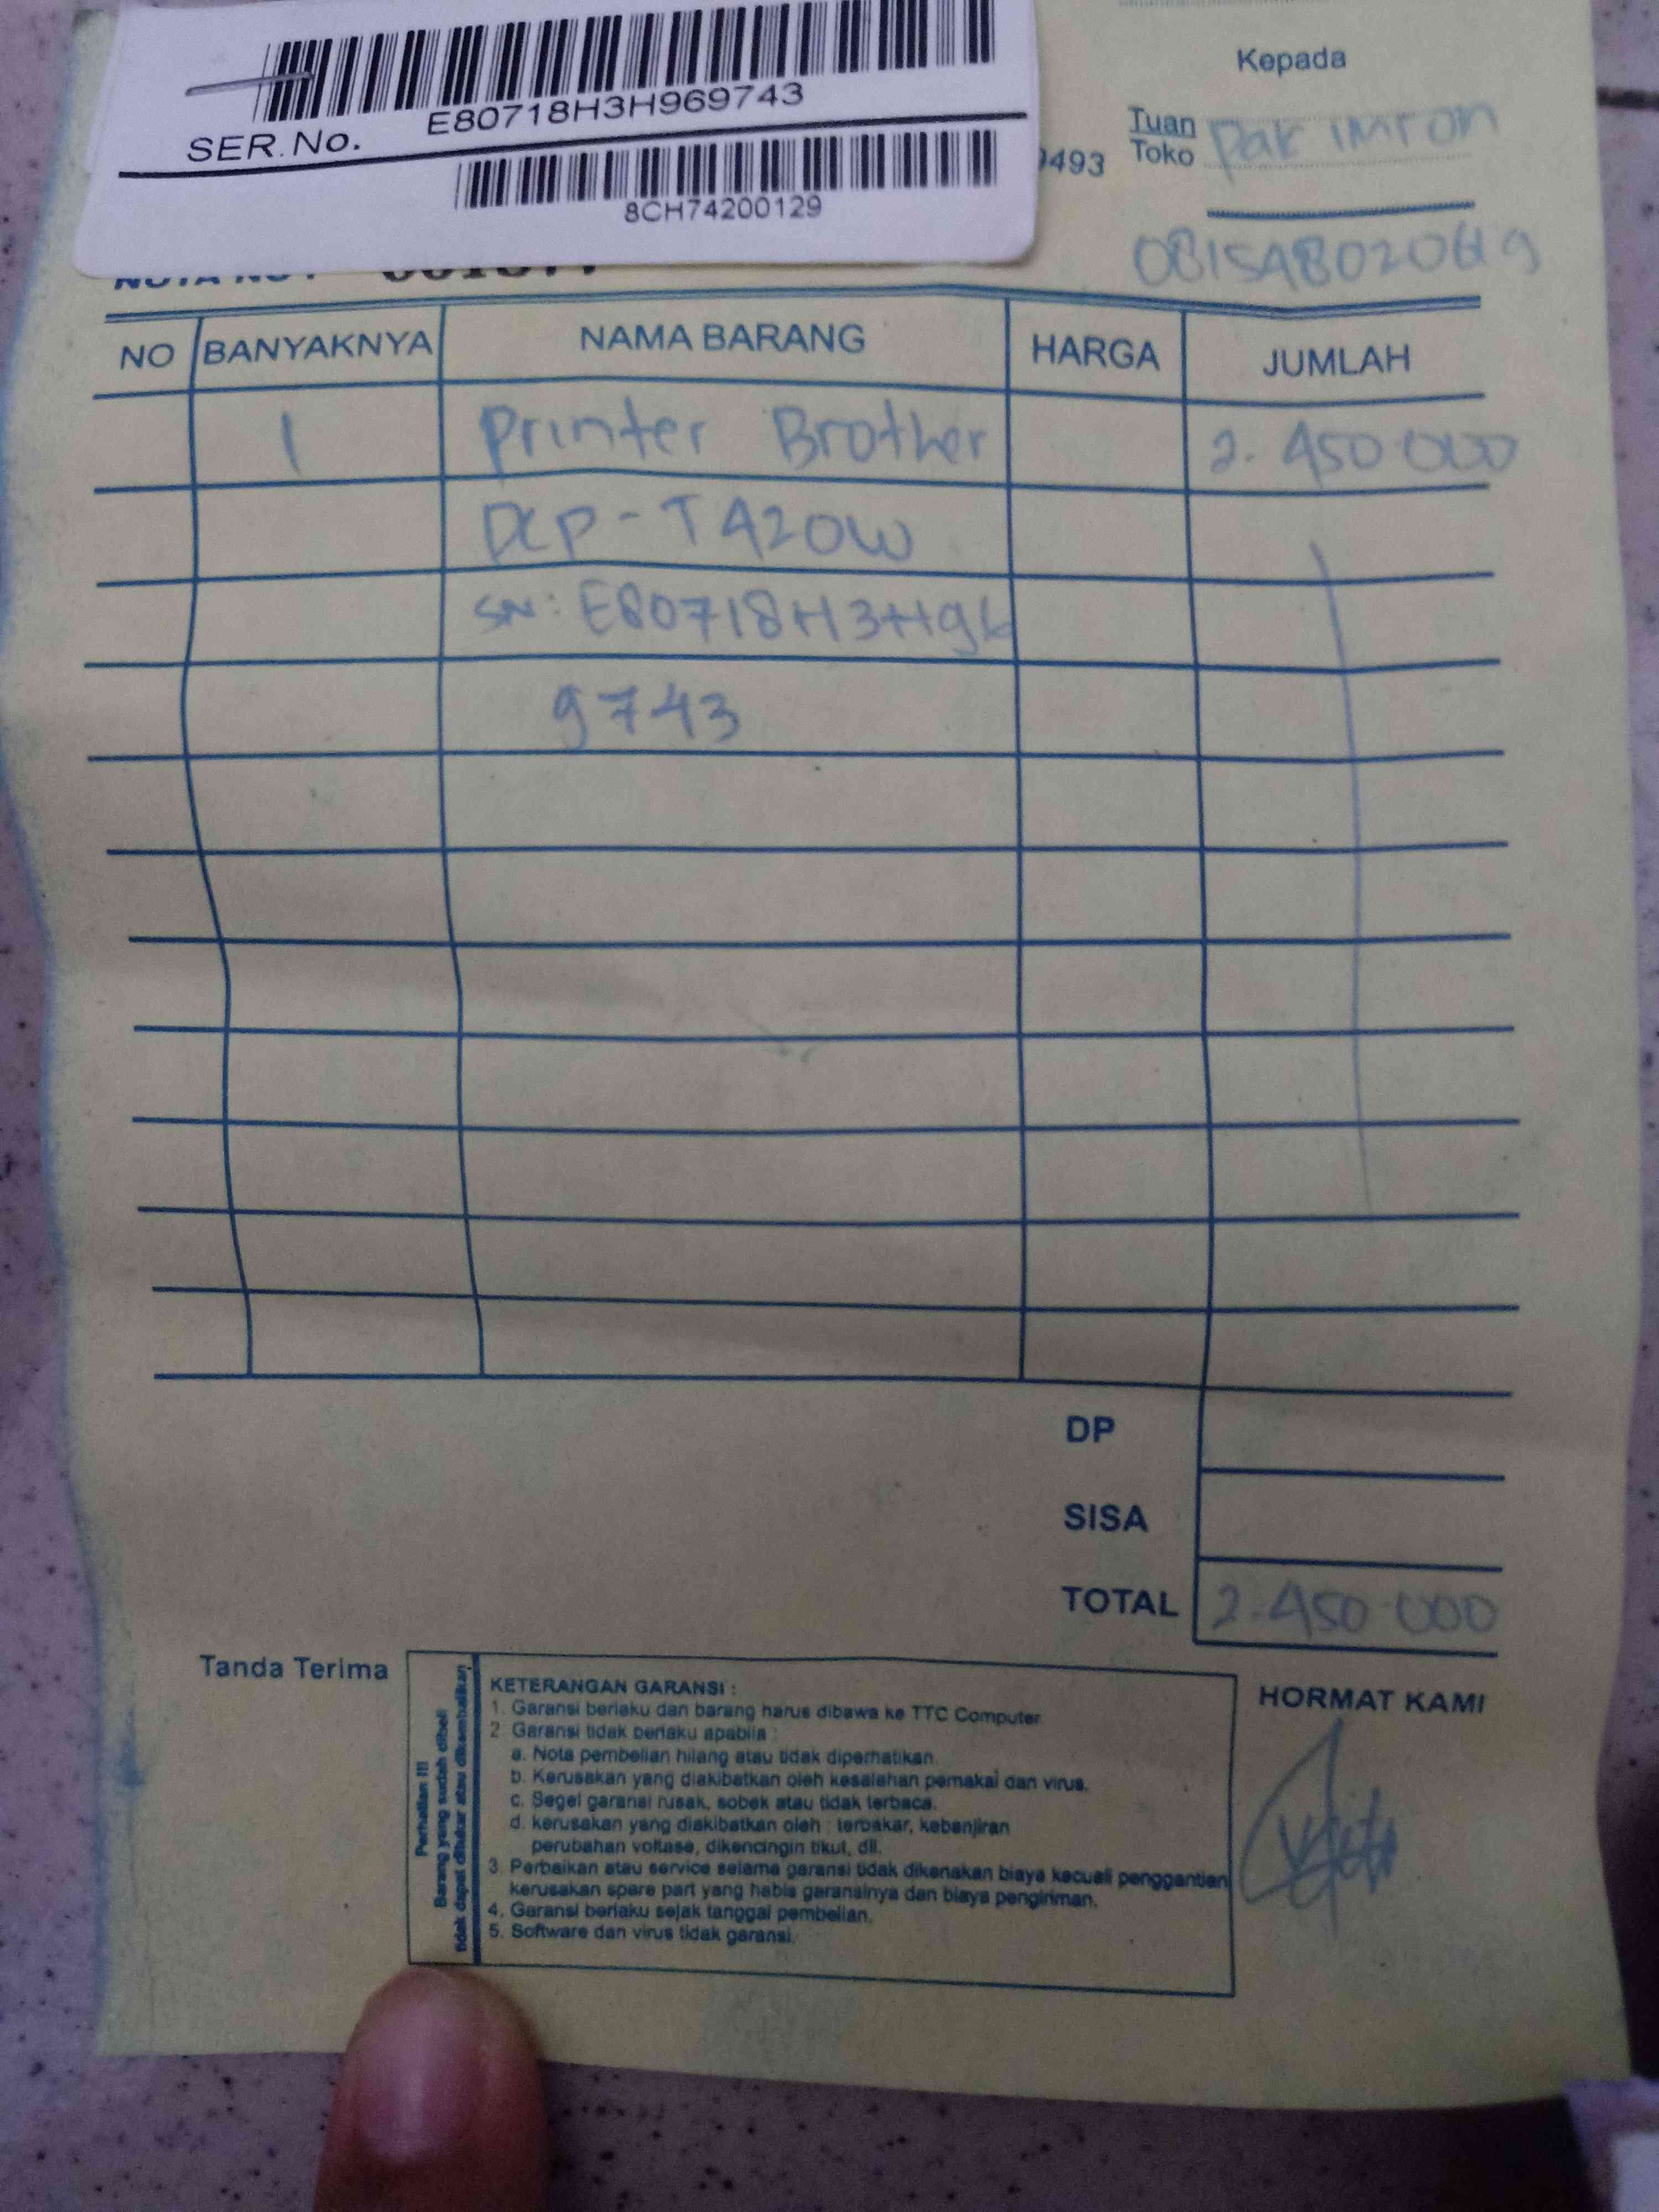 SER.No. E80718H3H969743
8CH74200129
Kepada
Tuan
Toko
Pak Imron
9493
NOTA NO :
NO BANYAKNYA NAMA BARANG HARGA JUMLAH
1 Printer Brother 2.450.000
DCP-T420W
SN: E80718H3H96
9743
DP
SISA
TOTAL 2.450.000
Tanda Terima
Perhatian !!!
Barang yang sudah dibeli
tidak dapat ditukar atau dikembalikan
KETERANGAN GARANSI :
1. Garansi berlaku dan barang harus dibawa ke TTC Computer.
2. Garansi tidak berlaku apabila :
a. Nota pembelian hilang atau tidak diperhatikan.
b. Kerusakan yang diakibatkan oleh kesalahan pemakai dan virus.
c. Segel garansi rusak, sobek atau tidak terbaca.
d. kerusakan yang diakibatkan oleh : terbakar, kebanjiran
perubahan voltase, dikencingin tikut, dll.
3. Perbaikan atau service selama garansi tidak dikenakan biaya kecuali penggantian
kerusakan spare part yang habis garansinya dan biaya pengiriman.
4. Garansi berlaku sejak tanggal pembelian.
5. Software dan virus tidak garansi.
HORMAT KAMI